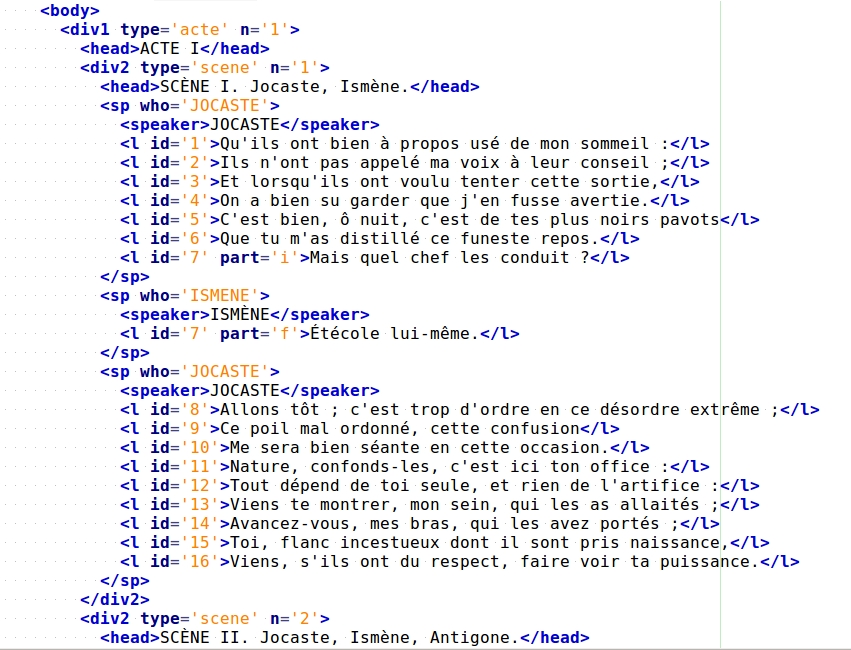 <body>
<div1 type='acte' n='1'>
<head>ACTE I</head>
<div2 type='scene' n='1'>
<head>SCÈNE I. Jocaste, Ismène.</head>
<sp who='JOCASTE'>
<speaker>JOCASTE</speaker>
<l id='1'>Qu'ils ont bien à propos usé de mon sommeil :</l>
<l id='2'>Ils n'ont pas appelé ma voix à leur conseil ;</l>
<l id='3'>Et lorsqu'ils ont voulu tenter cette sortie,</l>
<l id='4'>On a bien su garder que j'en fusse avertie.</l>
<l id='5'>C'est bien, ô nuit, c'est de tes plus noirs pavots</l>
<l id='6'>Que tu m'as distillé ce funeste repos.</l>
<l id='7' part='i'>Mais quel chef les conduit ?</l>
</sp>
<sp who='ISMENE'>
<speaker>ISMÈNE</speaker>
<l id='7' part='f'>Étécole lui-même.</l>
</sp>
<sp who='JOCASTE'>
<speaker>JOCASTE</speaker>
<l id='8'>Allons tôt ; c'est trop d'ordre en ce désordre extrême ;</l>
<l id='9'>Ce poil mal ordonné, cette confusion</l>
<l id='10'>Me sera bien séante en cette occasion.</l>
<l id='11'>Nature, confonds-les, c'est ici ton office :</l>
<l id='12'>Tout dépend de toi seule, et rien de l'artifice :</l>
<l id='13'>Viens te montrer, mon sein, qui les as allaités ;</l>
<l id='14'>Avancez-vous, mes bras, qui les avez portés ;</l>
<l id='15'>Toi, flanc incestueux dont il sont pris naissance,</l>
<l id='16'>Viens, s'ils ont du respect, faire voir ta puissance.</l>
</sp>
</div2>
<div2 type='scene' n='2'>
<head>SCÈNE II. Jocaste, Ismène, Antigone.</head>